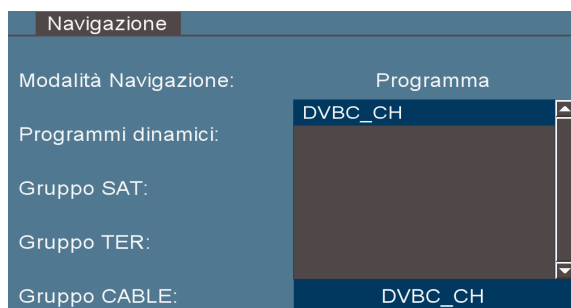 Navigazione
Modalità Navigazione: Programma
DVBC_CH
Programmi dinamici:
Gruppo SAT:
Gruppo TER:
Gruppo CABLE: DVBC_CH